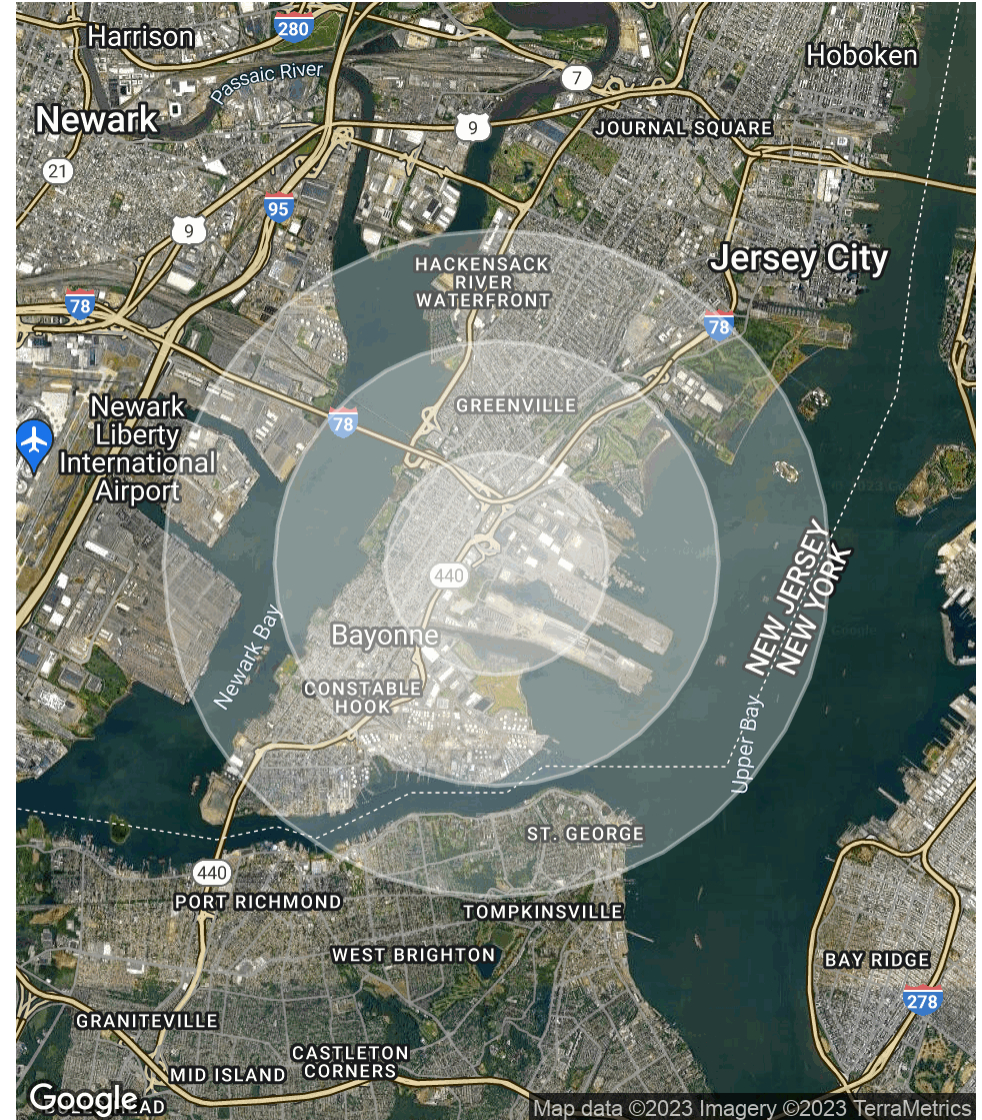 Harrison
280
Hoboken
Passaic River
7
Newark
9
JOURNAL SQUARE
21
95
9
Jersey City
HACKENSACK
RIVER
WATERFRONT
78
78
Newark
Liberty
International
Airport
GREENVILLE
78
NEW JERSEY
NEW YORK
440
Bayonne
Newark Bay
CONSTABLE
HOOK
Upper Bay
ST. GEORGE
440
PORT RICHMOND
TOMPKINSVILLE
WEST BRIGHTON
BAY RIDGE
278
GRANITEVILLE
CASTLETON
CORNERS
MID ISLAND
Google
Map data ©2023 Imagery ©2023 TerraMetrics